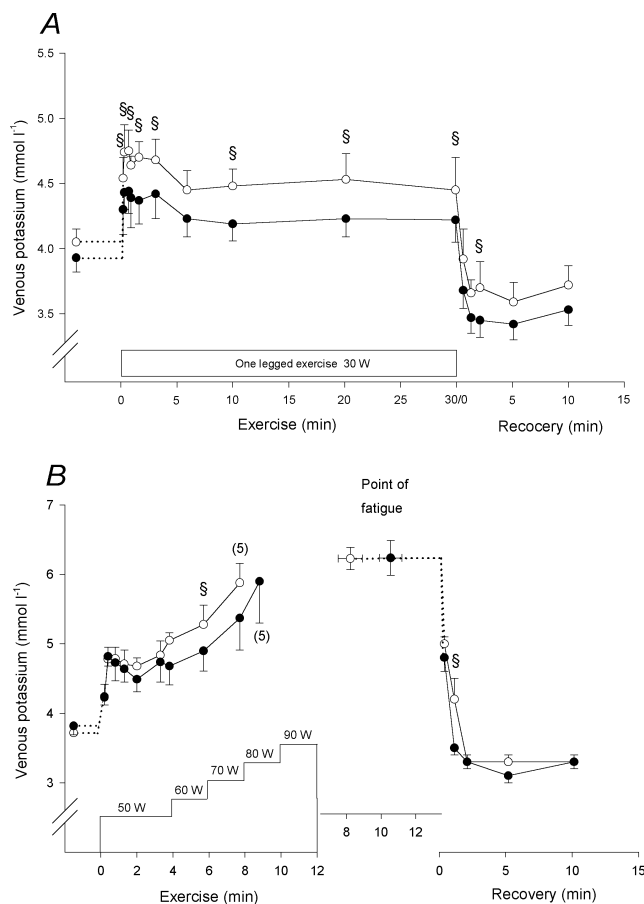 A
5.5
5.0
4.5
4.0
3.5
Venous potassium (mmol l⁻¹)
§
§
§
§
§
§
§
§
§
One legged exercise 30 W
0 5 10 15 20 25 30/0 5 10 15
Exercise (min) Recocery (min)
B
7
6
5
4
3
Venous potassium (mmol l⁻¹)
Point of
fatigue
(5)
§
(5)
§
50 W
60 W
70 W
80 W
90 W
8 10 12
0 2 4 6 8 10 12 0 5 10 15
Exercise (min) Recovery (min)